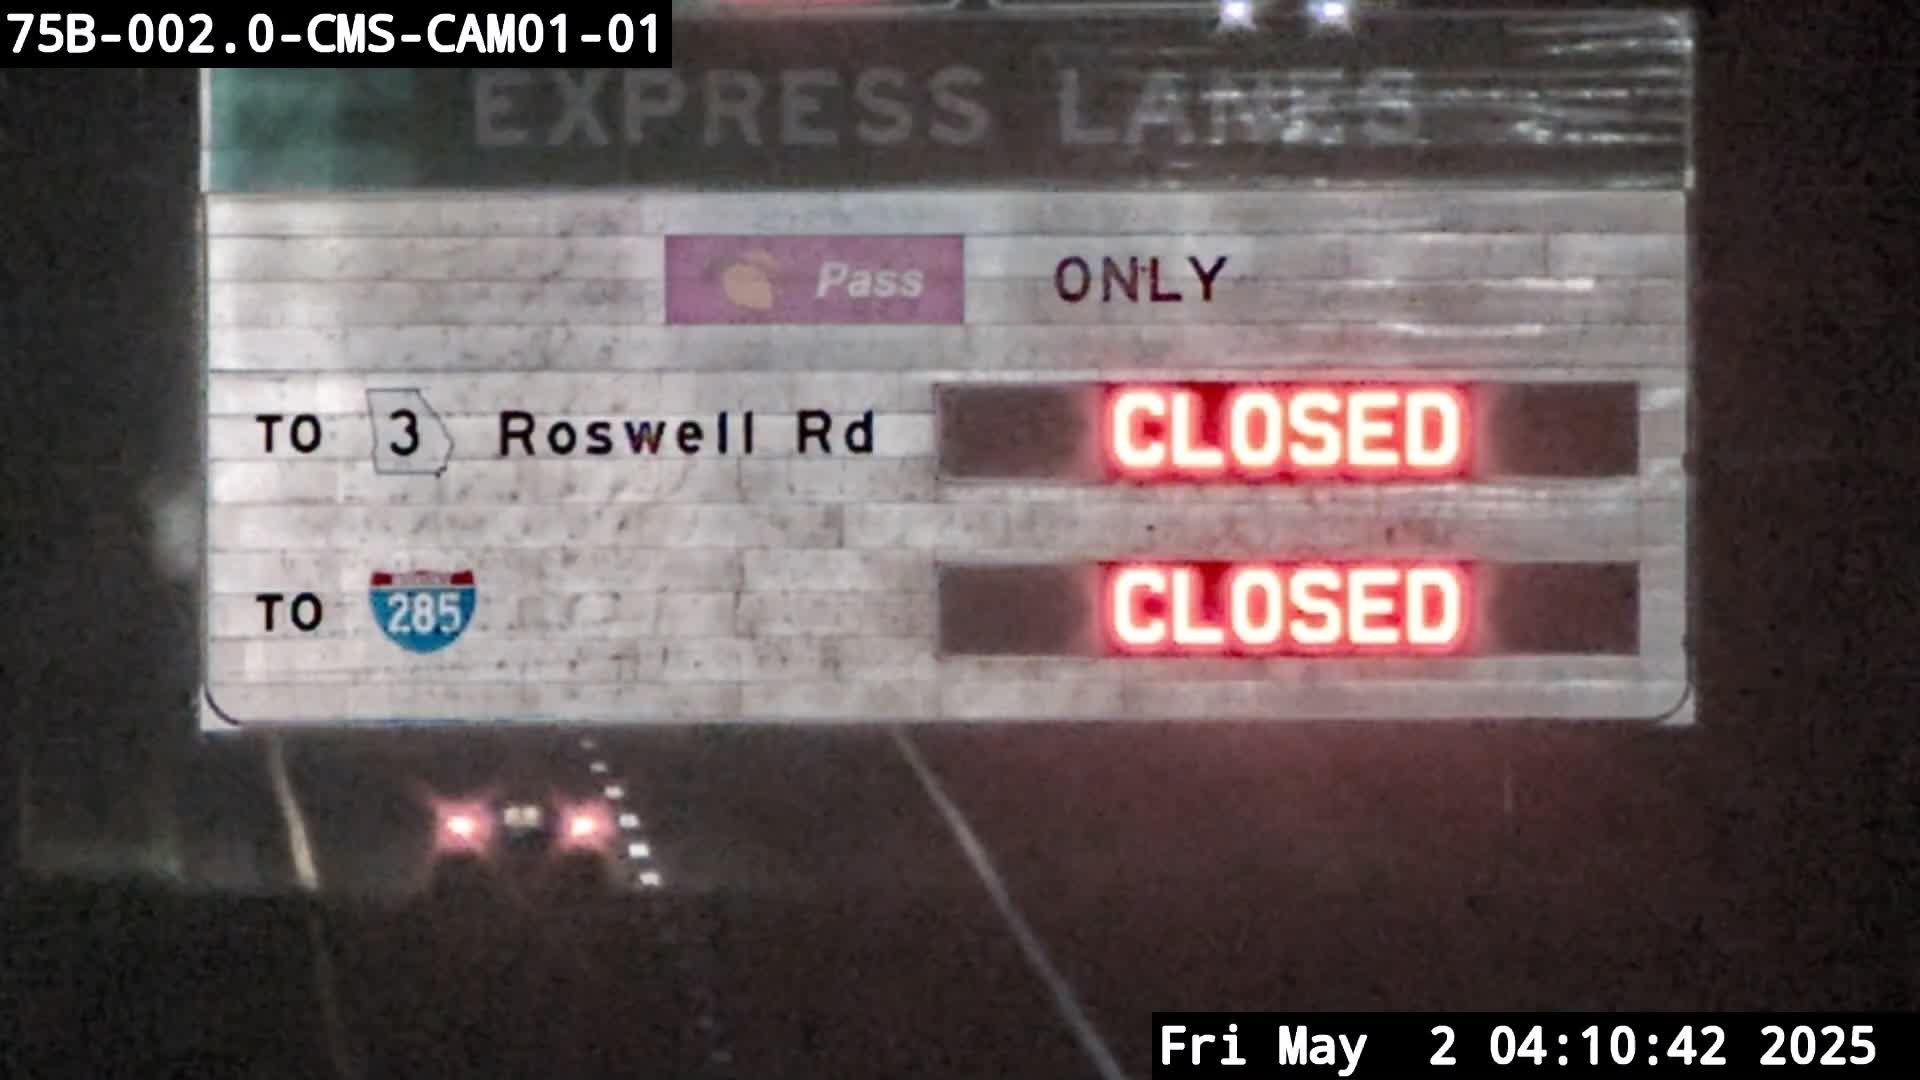 75B-002.0-CMS-CAM01-01
EXPRESS LANES
Pass ONLY
TO 3 Roswell Rd CLOSED
TO 285 CLOSED
Fri May 2 04:10:42 2025